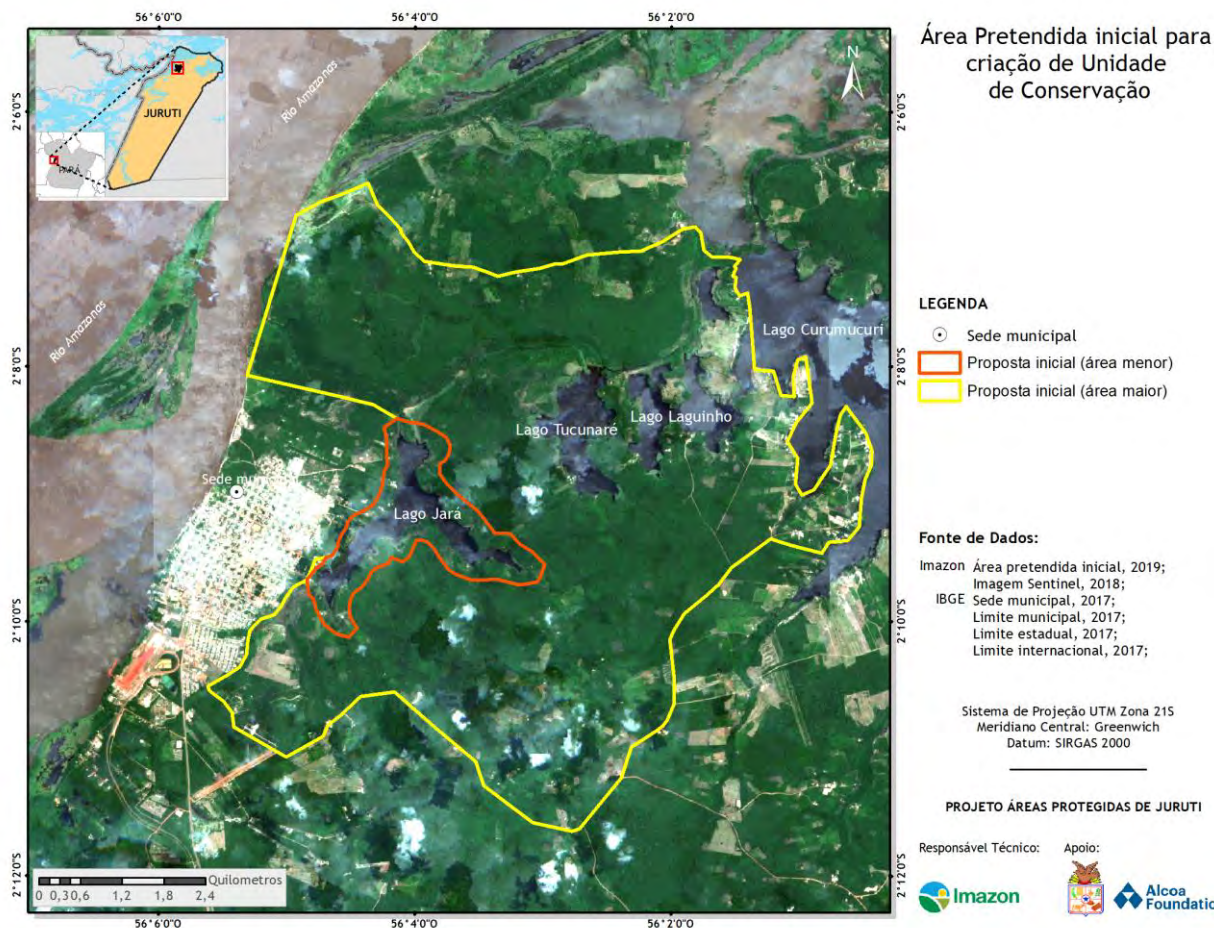 56°6'0"O
56°4'0"O
56°2'0"O
2°6'0"S
2°8'0"S
2°10'0"S
2°12'0"S
2°6'0"S
2°8'0"S
2°10'0"S
2°12'0"S
56°6'0"O
56°4'0"O
56°2'0"O
JURUTI
PARÁ
Rio Amazonas
Rio Amazonas
N
Lago Curumucuri
Lago Laguinho
Lago Tucunaré
Sede municipal
Lago Jará
Quilometros
0 0,3 0,6 1,2 1,8 2,4
Área Pretendida inicial para
criação de Unidade
de Conservação
LEGENDA
Sede municipal
Proposta inicial (área menor)
Proposta inicial (área maior)
Fonte de Dados:
Imazon Área pretendida inicial, 2019;
Imagem Sentinel, 2018;
IBGE Sede municipal, 2017;
Limite municipal, 2017;
Limite estadual, 2017;
Limite internacional, 2017;
Sistema de Projeção UTM Zona 21S
Meridiano Central: Greenwich
Datum: SIRGAS 2000
PROJETO ÁREAS PROTEGIDAS DE JURUTI
Responsável Técnico: Apoio:
Imazon
Alcoa
Foundatic